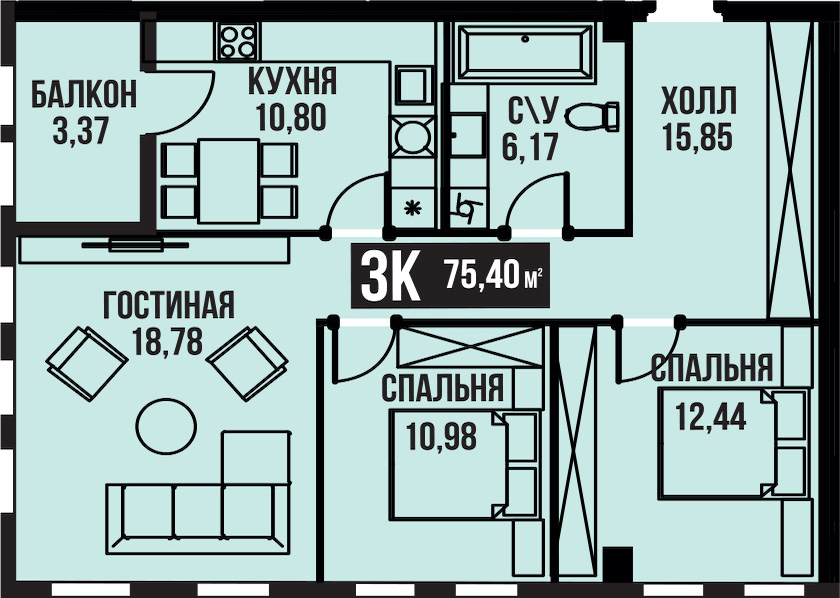 БАЛКОН
3,37
КУХНЯ
10,80
С\У
6,17
ХОЛЛ
15,85
3К 75,40 м²
ГОСТИНАЯ
18,78
СПАЛЬНЯ
10,98
СПАЛЬНЯ
12,44